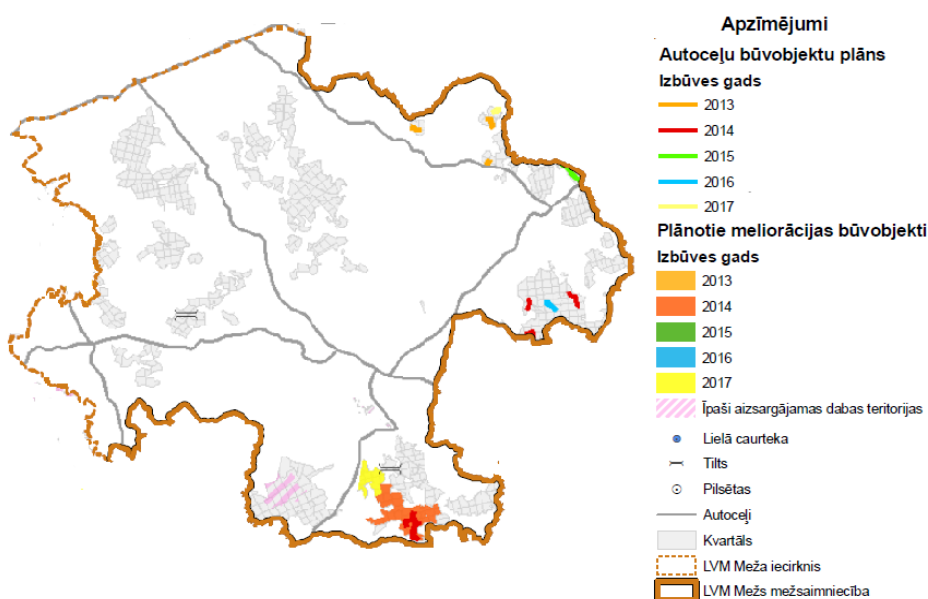 Apzīmējumi
Autoceļu būvobjektu plāns
Izbūves gads
2013
2014
2015
2016
2017
Plānotie meliorācijas būvobjekti
Izbūves gads
2013
2014
2015
2016
2017
Īpaši aizsargājamas dabas teritorijas
Lielā caurteka
Tilts
Pilsētas
Autoceļi
Kvartāls
LVM Meža iecirknis
LVM Mežs mežsaimniecība